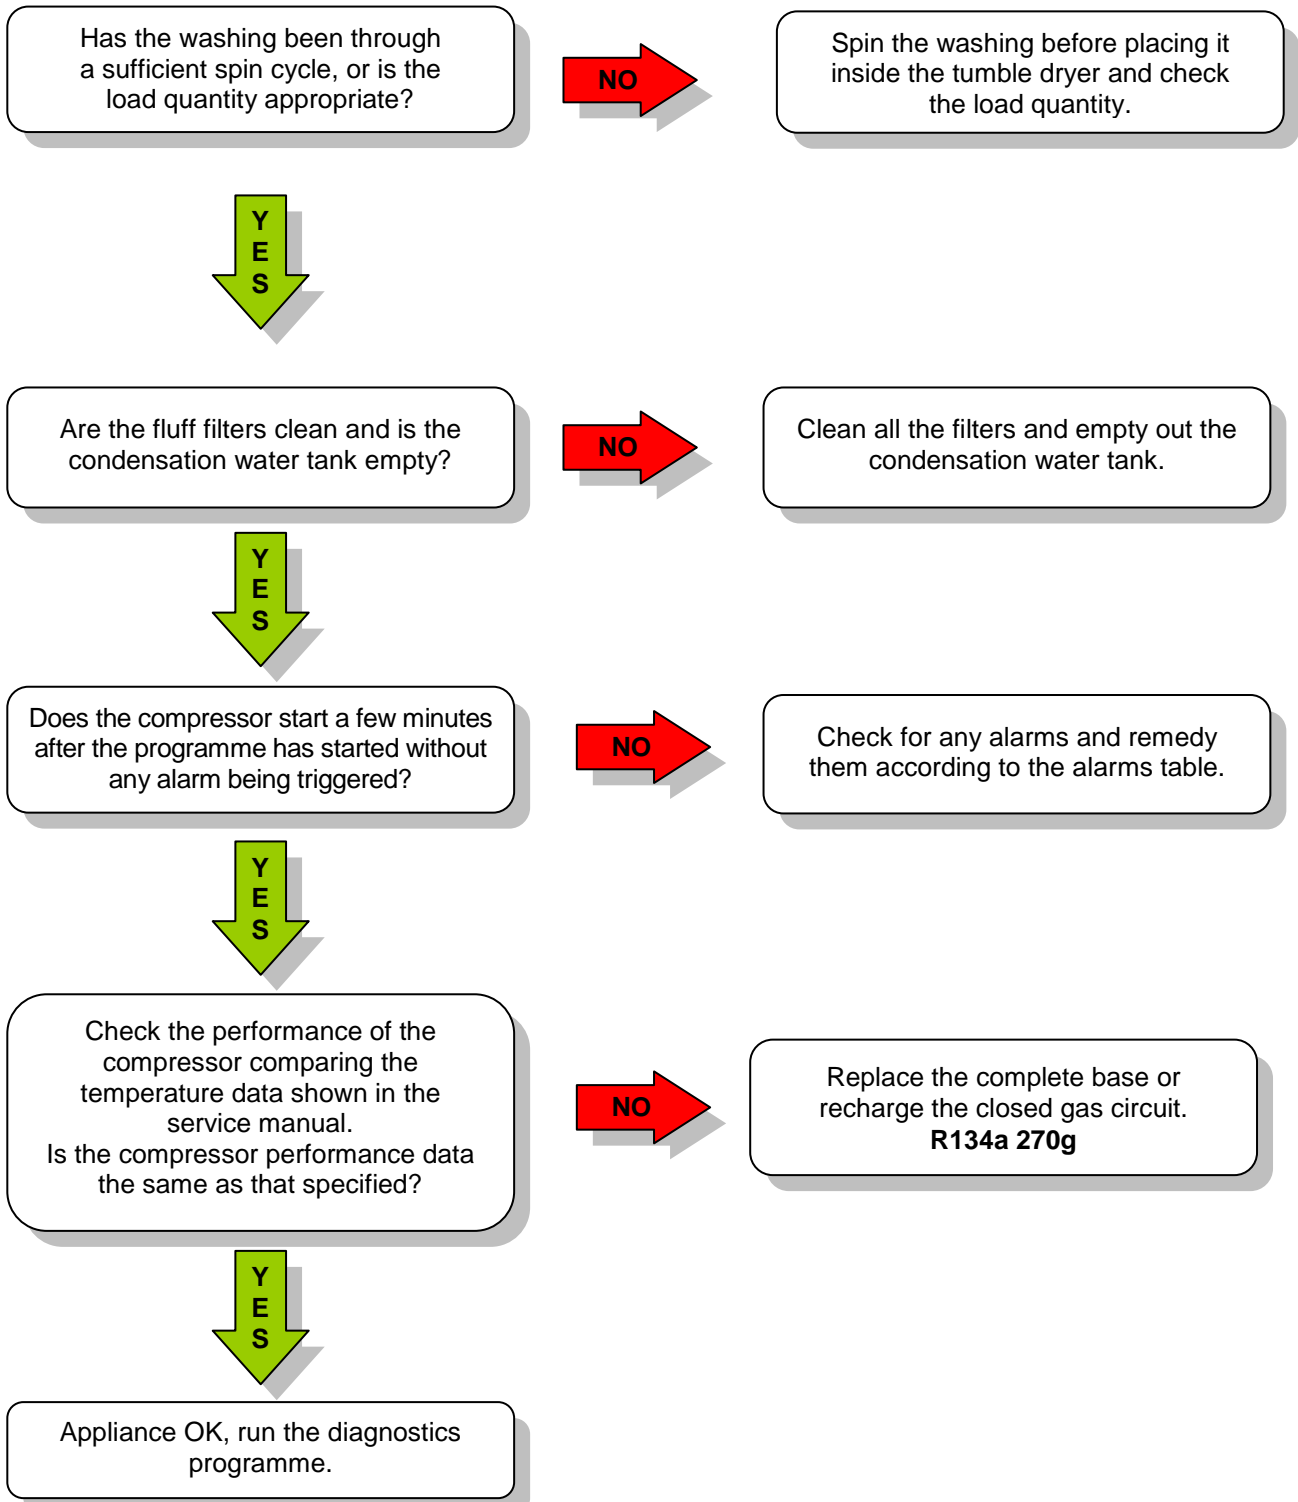 Has the washing been through
a sufficient spin cycle, or is the
load quantity appropriate?
NO
Spin the washing before placing it
inside the tumble dryer and check
the load quantity.
YES
Are the fluff filters clean and is the
condensation water tank empty?
NO
Clean all the filters and empty out the
condensation water tank.
YES
Does the compressor start a few minutes
after the programme has started without
any alarm being triggered?
NO
Check for any alarms and remedy
them according to the alarms table.
YES
Check the performance of the
compressor comparing the
temperature data shown in the
service manual.
Is the compressor performance data
the same as that specified?
NO
Replace the complete base or
recharge the closed gas circuit.
R134a 270g
YES
Appliance OK, run the diagnostics
programme.